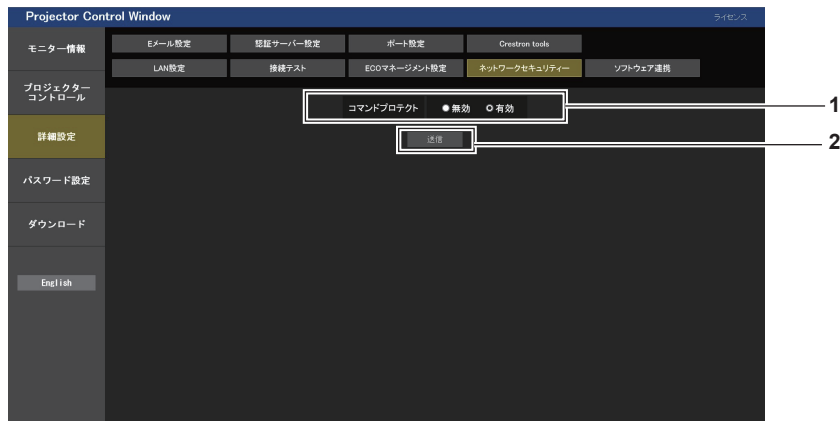 Projector Control Window
ライセンス
モニター情報
プロジェクター
コントロール
詳細設定
パスワード設定
ダウンロード
English
Eメール設定
認証サーバー設定
ポート設定
Crestron tools
LAN設定
接続テスト
ECOマネージメント設定
ネットワークセキュリティー
ソフトウェア連携
コマンドプロテクト
無効
有効
1
送信
2